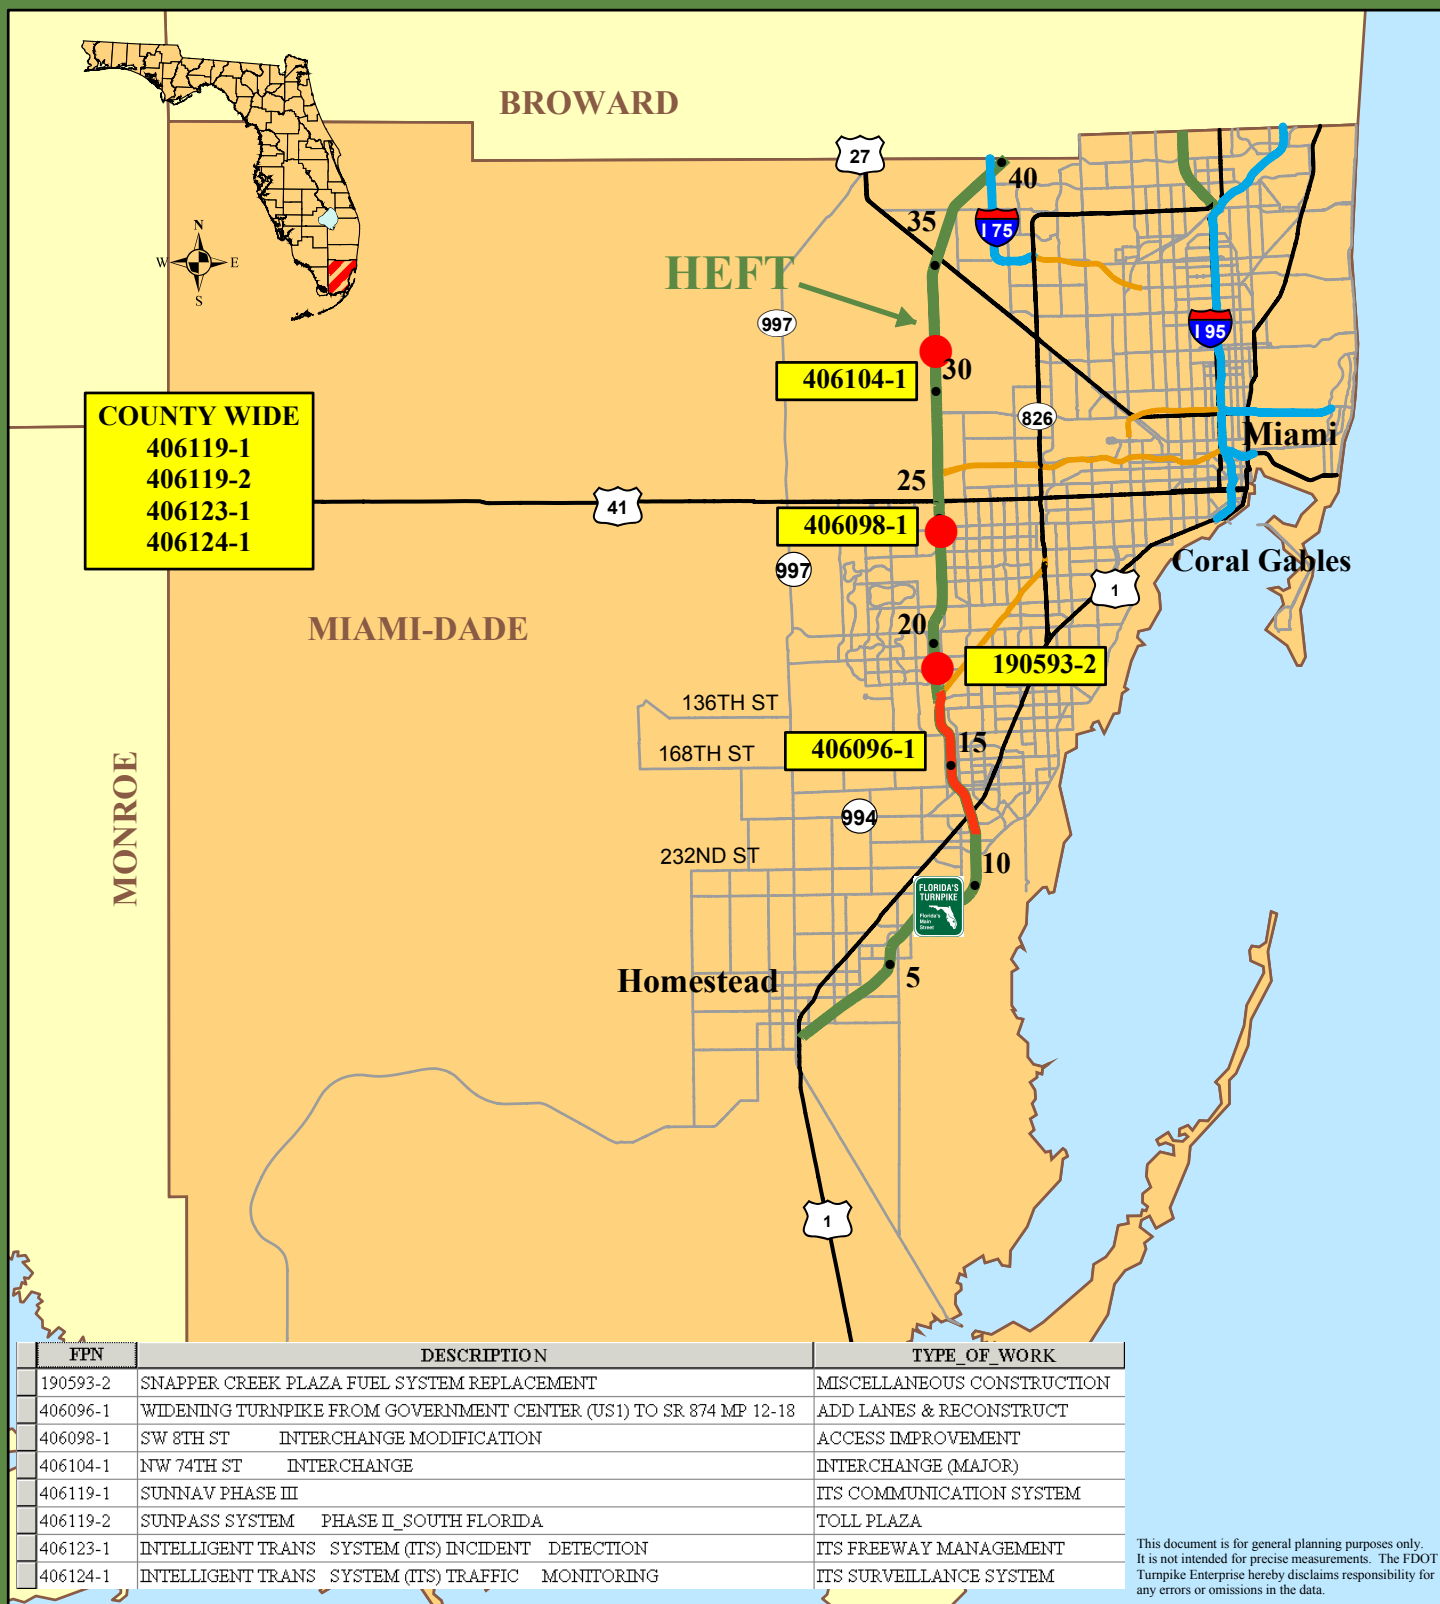 BROWARD
27
40
35
I 75
N
W
E
S
HEFT
997
I 95
406104-1
30
COUNTY WIDE
406119-1
406119-2
406123-1
406124-1
826
Miami
25
41
406098-1
Coral Gables
997
1
MIAMI-DADE
20
190593-2
136TH ST
168TH ST
406096-1
15
MONROE
994
232ND ST
10
FLORIDA'S
TURNPIKE
Florida's
Main
Street
Homestead
5
1
FPN DESCRIPTION TYPE_OF_WORK
190593-2 SNAPPER CREEK PLAZA FUEL SYSTEM REPLACEMENT MISCELLANEOUS CONSTRUCTION
406096-1 WIDENING TURNPIKE FROM GOVERNMENT CENTER (US1) TO SR 874 MP 12-18 ADD LANES & RECONSTRUCT
406098-1 SW 8TH ST INTERCHANGE MODIFICATION ACCESS IMPROVEMENT
406104-1 NW 74TH ST INTERCHANGE INTERCHANGE (MAJOR)
406119-1 SUNNAV PHASE III ITS COMMUNICATION SYSTEM
406119-2 SUNPASS SYSTEM PHASE II_SOUTH FLORIDA TOLL PLAZA
406123-1 INTELLIGENT TRANS SYSTEM (ITS) INCIDENT DETECTION ITS FREEWAY MANAGEMENT
406124-1 INTELLIGENT TRANS SYSTEM (ITS) TRAFFIC MONITORING ITS SURVEILLANCE SYSTEM
This document is for general planning purposes only.
It is not intended for precise measurements. The FDOT
Turnpike Enterprise hereby disclaims responsibility for
any errors or omissions in the data.